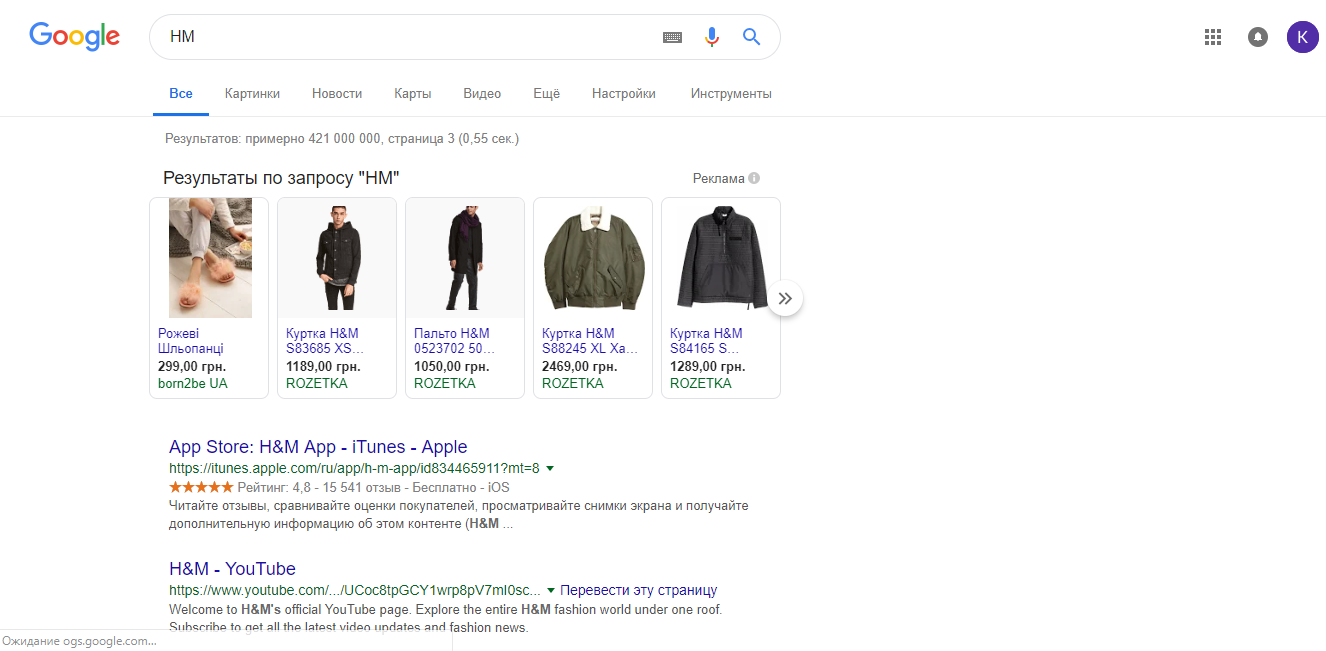 Google
HM
K
Все Картинки Новости Карты Видео Ещё Настройки Инструменты
Результатов: примерно 421 000 000, страница 3 (0,55 сек.)
Результаты по запросу "HM" Реклама
Рожеві
Шльопанці
299,00 грн.
born2be UA
Куртка H&M
S83685 XS...
1189,00 грн.
ROZETKA
Пальто H&M
0523702 50...
1050,00 грн.
ROZETKA
Куртка H&M
S88245 XL Ха...
2469,00 грн.
ROZETKA
Куртка H&M
S84165 S...
1289,00 грн.
ROZETKA
App Store: H&M App - iTunes - Apple
https://itunes.apple.com/ru/app/h-m-app/id834465911?mt=8
Рейтинг: 4,8 - 15 541 отзыв - Бесплатно - iOS
Читайте отзывы, сравнивайте оценки покупателей, просматривайте снимки экрана и получайте
дополнительную информацию об этом контенте (H&M ...
H&M - YouTube
https://www.youtube.com/.../UCoc8tpGCY1wrp8pV7mI0sc... Перевести эту страницу
Welcome to H&M's official YouTube page. Explore the entire H&M fashion world under one roof.
Subscribe to get all the latest video updates and fashion news.
Ожидание ogs.google.com...